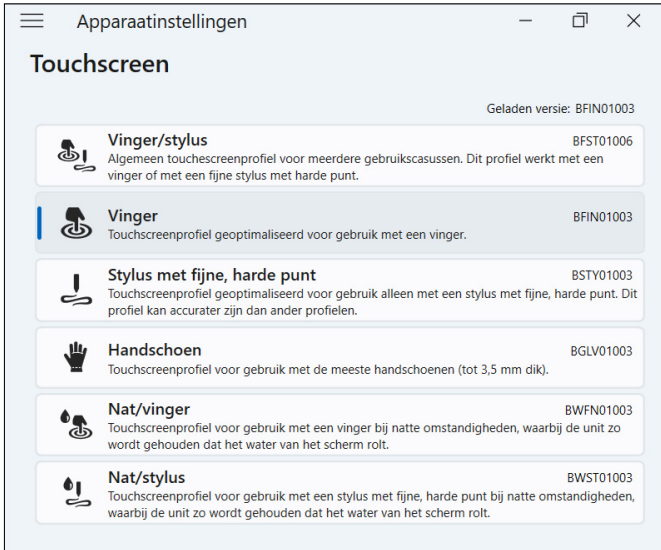 Apparaatinstellingen
Touchscreen
Geladen versie: BFIN01003
Vinger/stylus BFST01006
Algemeen touchescreenprofiel voor meerdere gebruikscasussen. Dit profiel werkt met een
vinger of met een fijne stylus met harde punt.
Vinger BFIN01003
Touchscreenprofiel geoptimaliseerd voor gebruik met een vinger.
Stylus met fijne, harde punt BSTY01003
Touchscreenprofiel geoptimaliseerd voor gebruik alleen met een stylus met fijne, harde punt. Dit
profiel kan accurater zijn dan ander profielen.
Handschoen BGLV01003
Touchscreenprofiel voor gebruik met de meeste handschoenen (tot 3,5 mm dik).
Nat/vinger BWFN01003
Touchscreenprofiel voor gebruik met een vinger bij natte omstandigheden, waarbij de unit zo
wordt gehouden dat het water van het scherm rolt.
Nat/stylus BWST01003
Touchscreenprofiel voor gebruik met een stylus met fijne, harde punt bij natte omstandigheden,
waarbij de unit zo wordt gehouden dat het water van het scherm rolt.